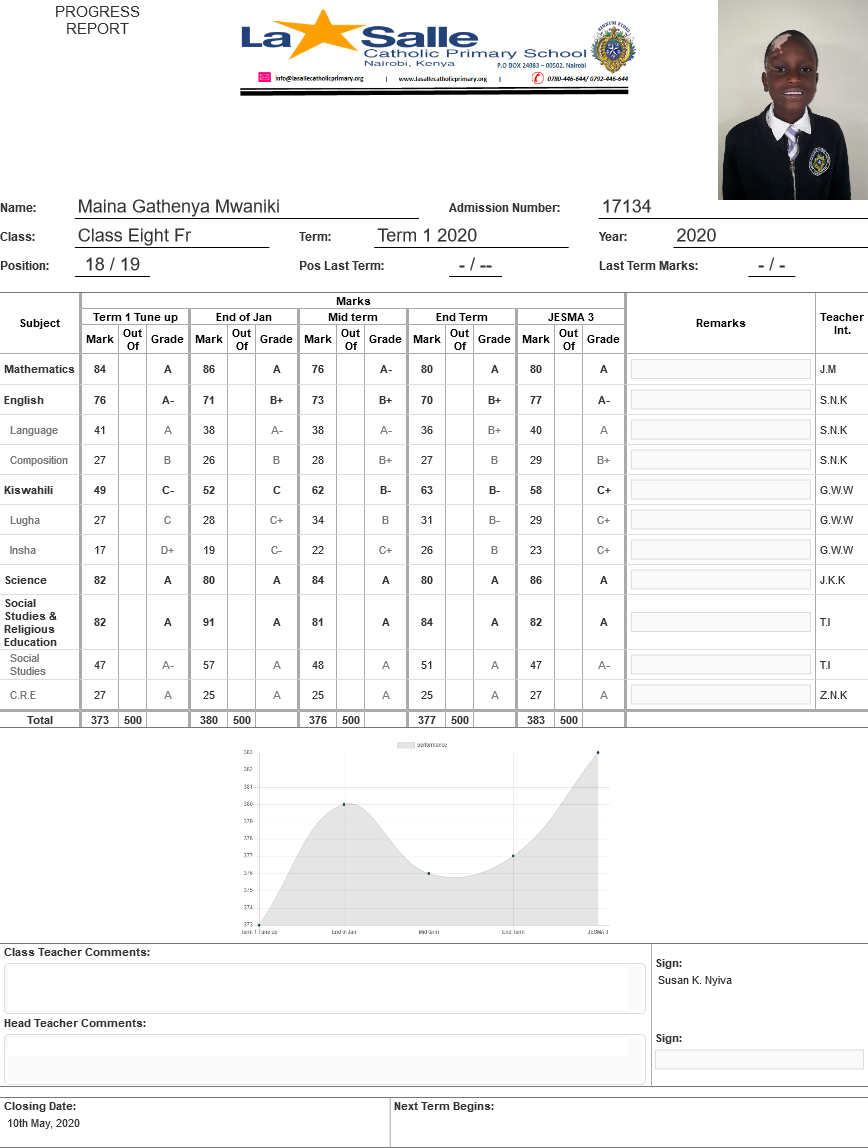 PROGRESS
REPORT
La Salle
Catholic Primary School
Nairobi, Kenya
P.O BOX 24083 – 00502, Nairobi
info@lasallecatholicprimary.org | www.lasallecatholicprimary.org | 0780-446-644/ 0792-446-644
Name: Maina Gathenya Mwaniki Admission Number: 17134
Class: Class Eight Fr Term: Term 1 2020 Year: 2020
Position: 18 / 19 Pos Last Term: - / -- Last Term Marks: - / -
Subject Marks Remarks Teacher Int.
Term 1 Tune up End of Jan Mid term End Term JESMA 3
Mark Out Of Grade Mark Out Of Grade Mark Out Of Grade Mark Out Of Grade Mark Out Of Grade
Mathematics 84 A 86 A 76 A- 80 A 80 A J.M
English 76 A- 71 B+ 73 B+ 70 B+ 77 A- S.N.K
Language 41 A 38 A- 38 A- 36 B+ 40 A S.N.K
Composition 27 B 26 B 28 B+ 27 B 29 B+ S.N.K
Kiswahili 49 C- 52 C 62 B- 63 B- 58 C+ G.W.W
Lugha 27 C 28 C+ 34 B 31 B- 29 C+ G.W.W
Insha 17 D+ 19 C- 22 C+ 26 B 23 C+ G.W.W
Science 82 A 80 A 84 A 80 A 86 A J.K.K
Social Studies & Religious Education 82 A 91 A 81 A 84 A 82 A T.I
Social Studies 47 A- 57 A 48 A 51 A 47 A- T.I
C.R.E 27 A 25 A 25 A 25 A 27 A Z.N.K
Total 373 500 380 500 376 500 377 500 383 500
performance
383
382
381
380
379
378
377
376
375
374
373
Term 1 Tune up End of Jan Mid term End Term JESMA 3
Class Teacher Comments:
Sign:
Susan K. Nyiva
Head Teacher Comments:
Sign:
Closing Date: Next Term Begins:
10th May, 2020